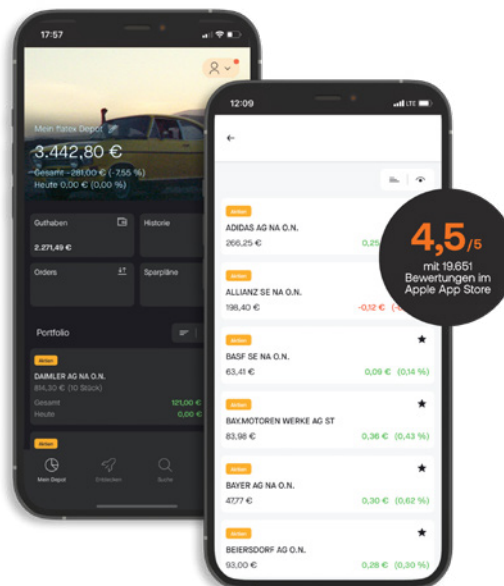 17:57
Mein flatex Depot
3.442,80 €
Gesamt -281,00 € (-7,55 %)
Heute 0,00 € (0,00 %)
Guthaben
2.271,49 €
Historie
Orders
Sparpläne
Portfolio
Aktien
DAIMLER AG NA O.N.
814,30 € (10 Stück)
Gesamt 121,00 €
Heute 0,00 €
Aktien
Mein Depot
Entdecken
Suche
12:09
LTE
Aktien
ADIDAS AG NA O.N.
266,25 € 0,25
Aktien
ALLIANZ SE NA O.N.
198,40 € -0,12 €
Aktien
BASF SE NA O.N.
63,41 € 0,09 € (0,14 %)
Aktien
BAY.MOTOREN WERKE AG ST
83,98 € 0,36 € (0,43 %)
Aktien
BAYER AG NA O.N.
47,77 € 0,30 € (0,62 %)
Aktien
BEIERSDORF AG O.N.
93,00 € 0,28 € (0,30 %)
4,5/5
mit 19.651
Bewertungen im
Apple App Store